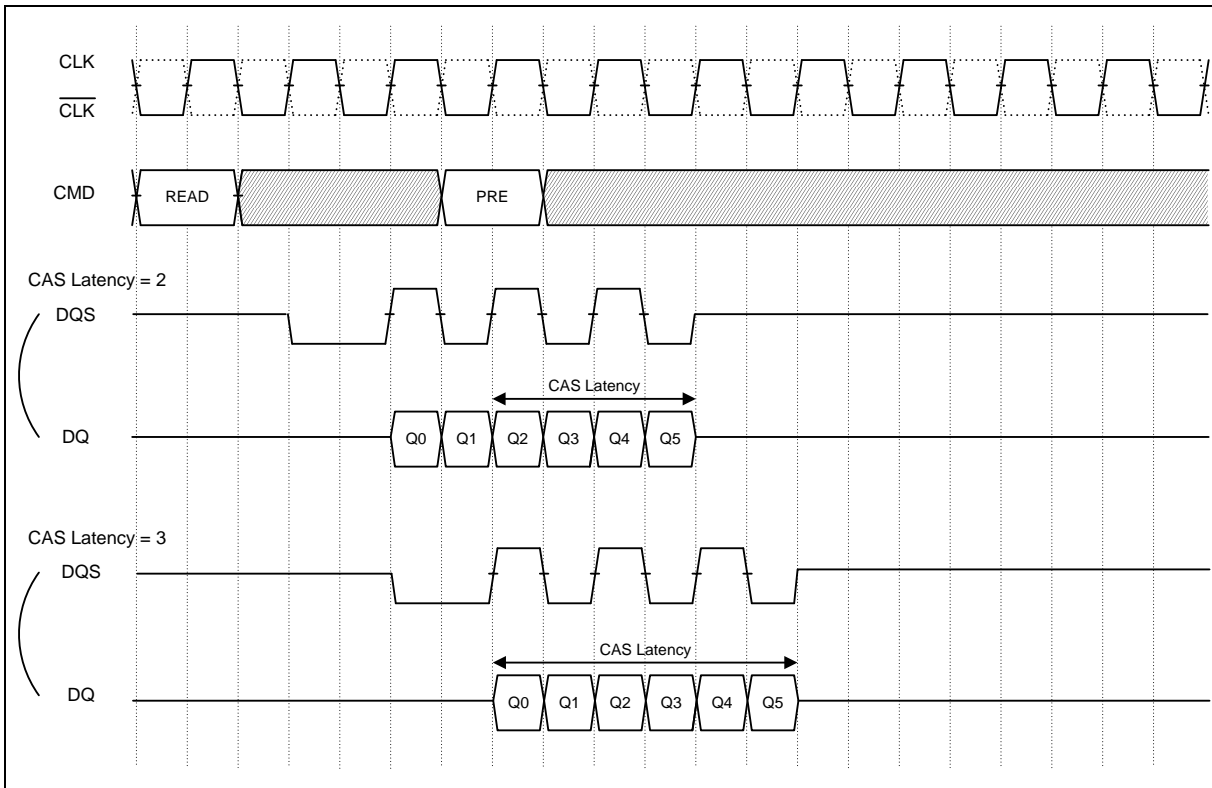 CLK
CLK
CMD
READ
PRE
CAS Latency = 2
DQS
CAS Latency
DQ
Q0 Q1 Q2 Q3 Q4 Q5
CAS Latency = 3
DQS
CAS Latency
DQ
Q0 Q1 Q2 Q3 Q4 Q5